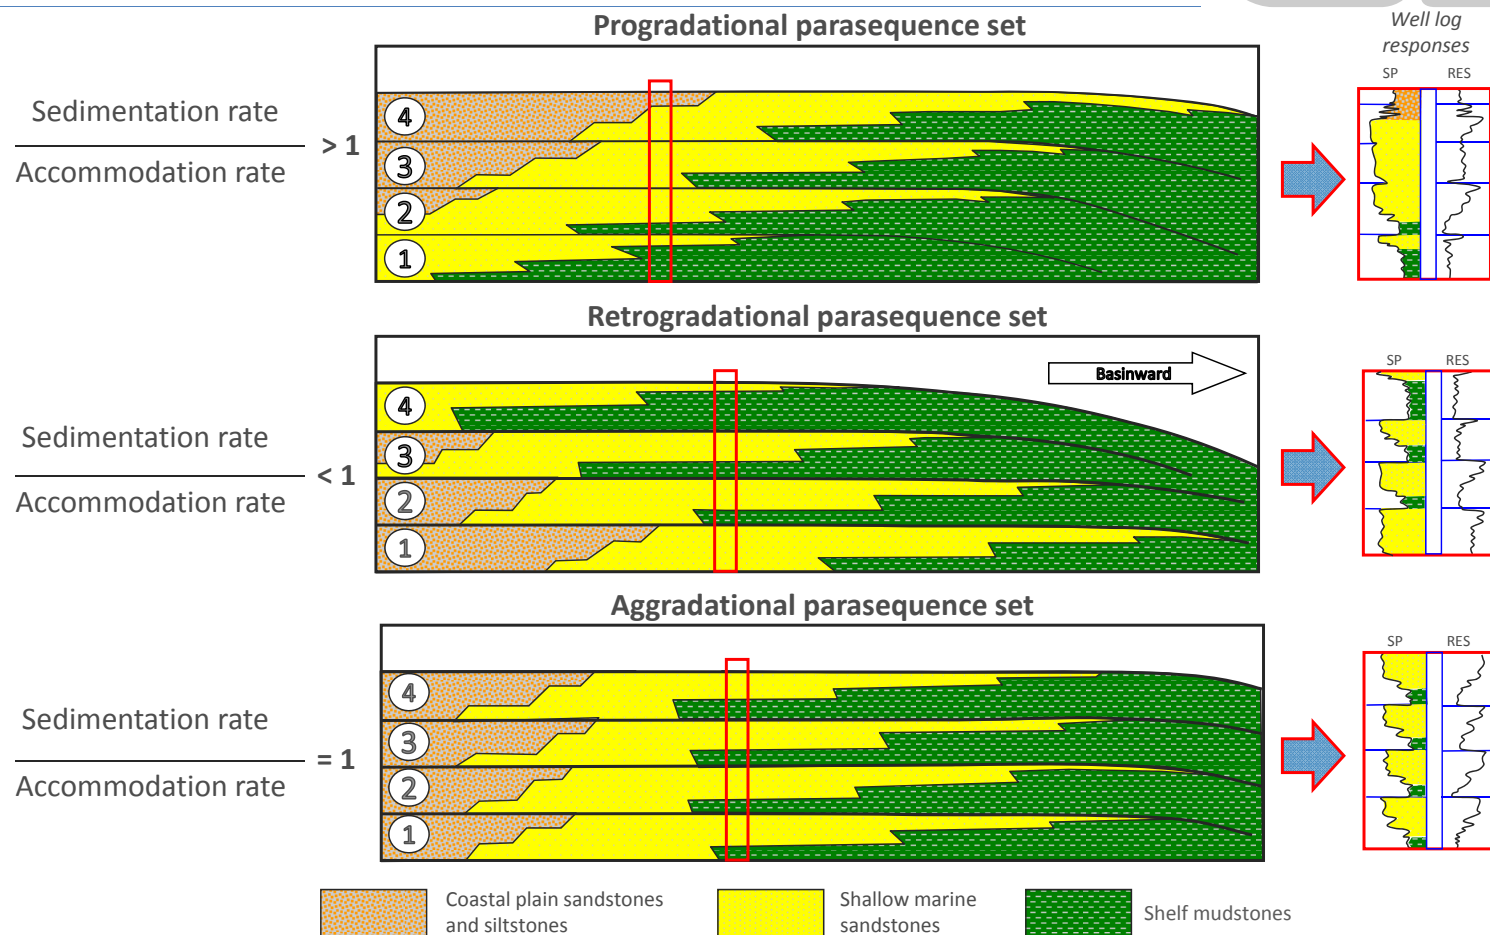 Progradational parasequence set
Well log
responses
SP RES
Sedimentation rate
Accommodation rate
> 1
4
3
2
1
Retrogradational parasequence set
Basinward
SP RES
Sedimentation rate
Accommodation rate
< 1
4
3
2
1
Aggradational parasequence set
SP RES
Sedimentation rate
Accommodation rate
= 1
4
3
2
1
Coastal plain sandstones
and siltstones
Shallow marine
sandstones
Shelf mudstones